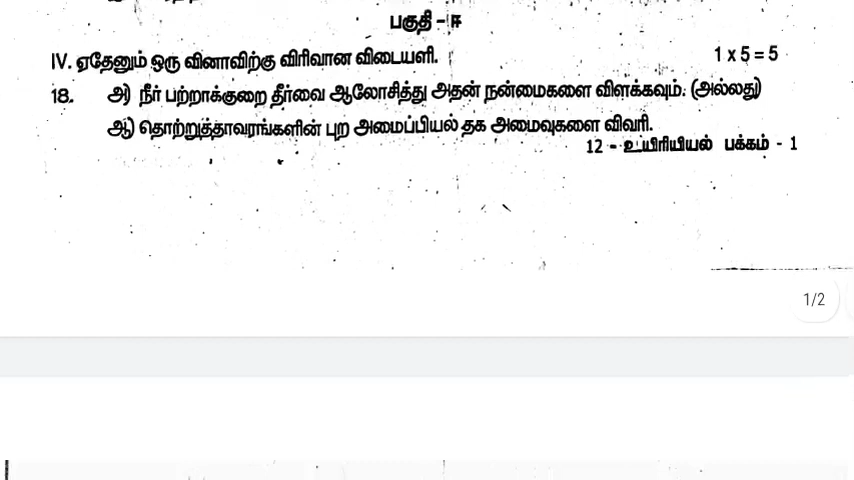 பகுதி - ஈ
IV. ஏதேனும் ஒரு வினாவிற்கு விரிவான விடையளி. 1 x 5 = 5
18. அ) நீர் பற்றாக்குறை தீர்வை ஆலோசித்து அதன் நன்மைகளை விளக்கவும். (அல்லது)
ஆ) தொற்றுத்தாவரங்களின் புற அமைப்பியல் தக அமைவுகளை விவரி.
12 - உயிரியியல் பக்கம் - 1
1/2